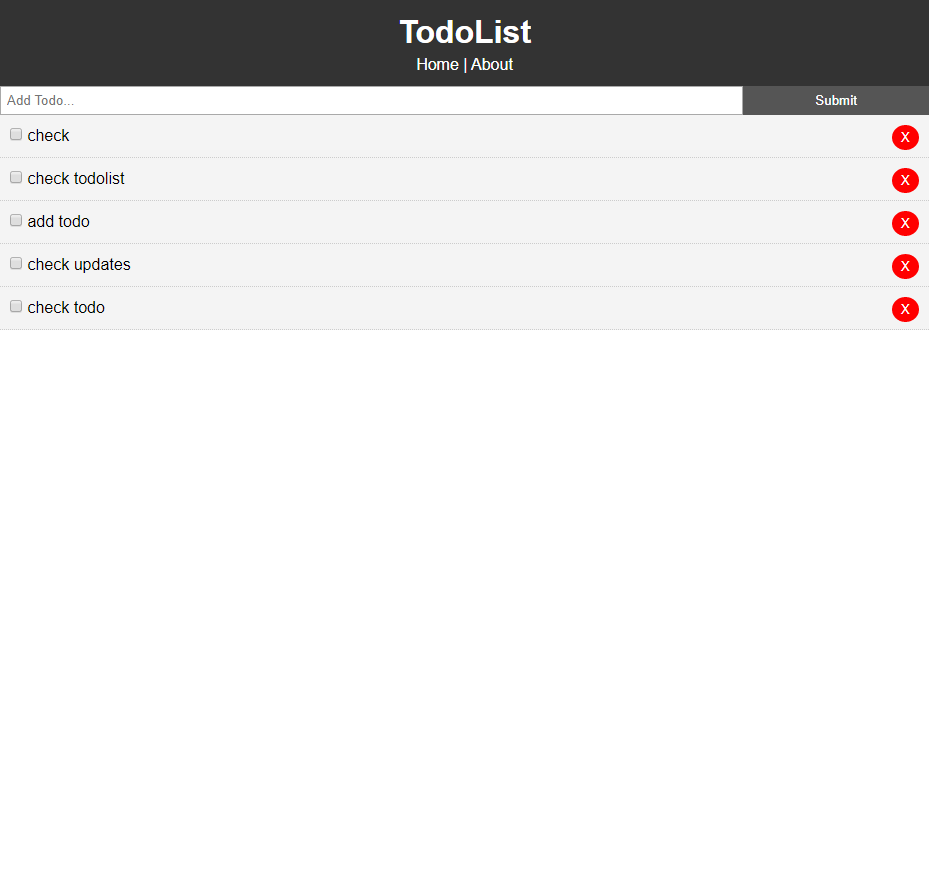 TodoList
Home | About
Add Todo... Submit
check X
check todolist X
add todo X
check updates X
check todo X